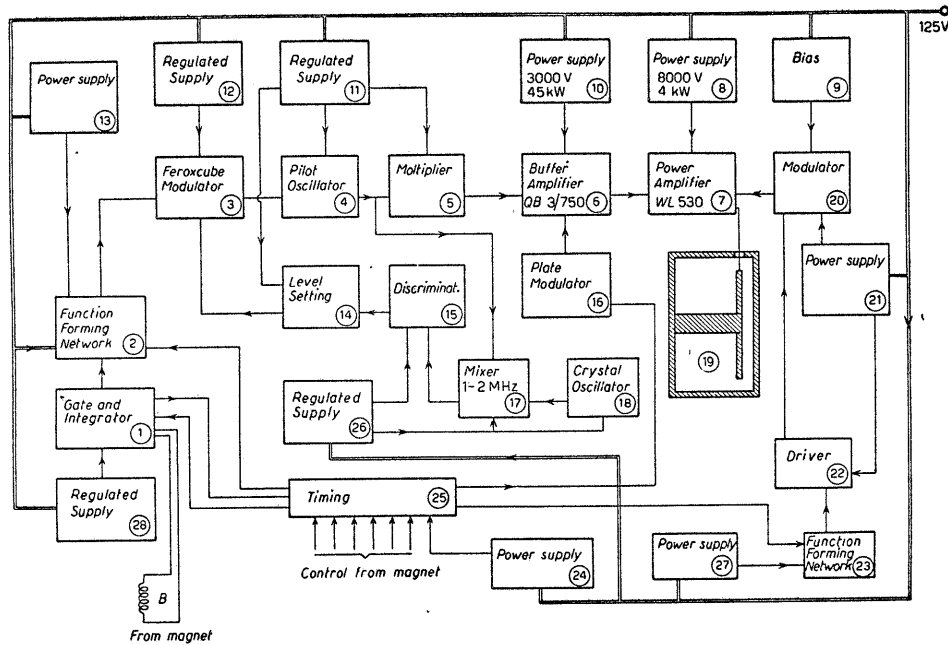 125V
Power supply
13
Regulated
Supply
12
Regulated
Supply
11
Power supply
3000 V
45 kW
10
Power supply
8000 V
4 kW
8
Bias
9
Feroxcube
Modulator
3
Pilot
Oscillator
4
Moltiplier
5
Buffer
Amplifier
QB 3/750
6
Power
Amplifier
WL 530
7
Modulator
20
Level
Setting
14
Discriminat.
15
Plate
Modulator
16
19
Power supply
21
Function
Forming
Network
2
Mixer
1-2 MHz
17
Crystal
Oscillator
18
Gate and
Integrator
1
Regulated
Supply
26
Driver
22
Regulated
Supply
28
Timing
25
Control from magnet
Power supply
24
Power supply
27
Function
Forming
Network
23
B
From magnet